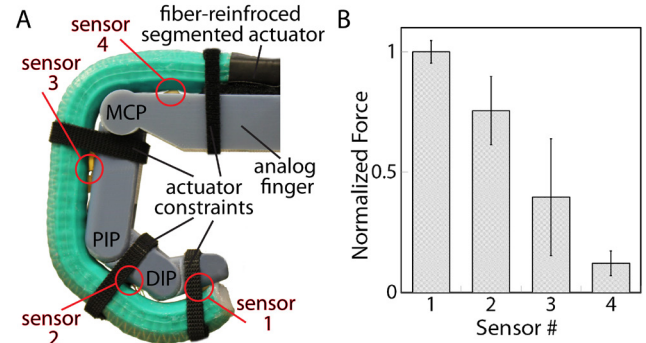 A
fiber-reinfroced
segmented actuator
sensor
4
sensor
3
MCP
analog
finger
actuator
constraints
PIP
DIP
sensor
2
sensor
1
B
Normalized Force
1
0.5
0
1 2 3 4
Sensor #